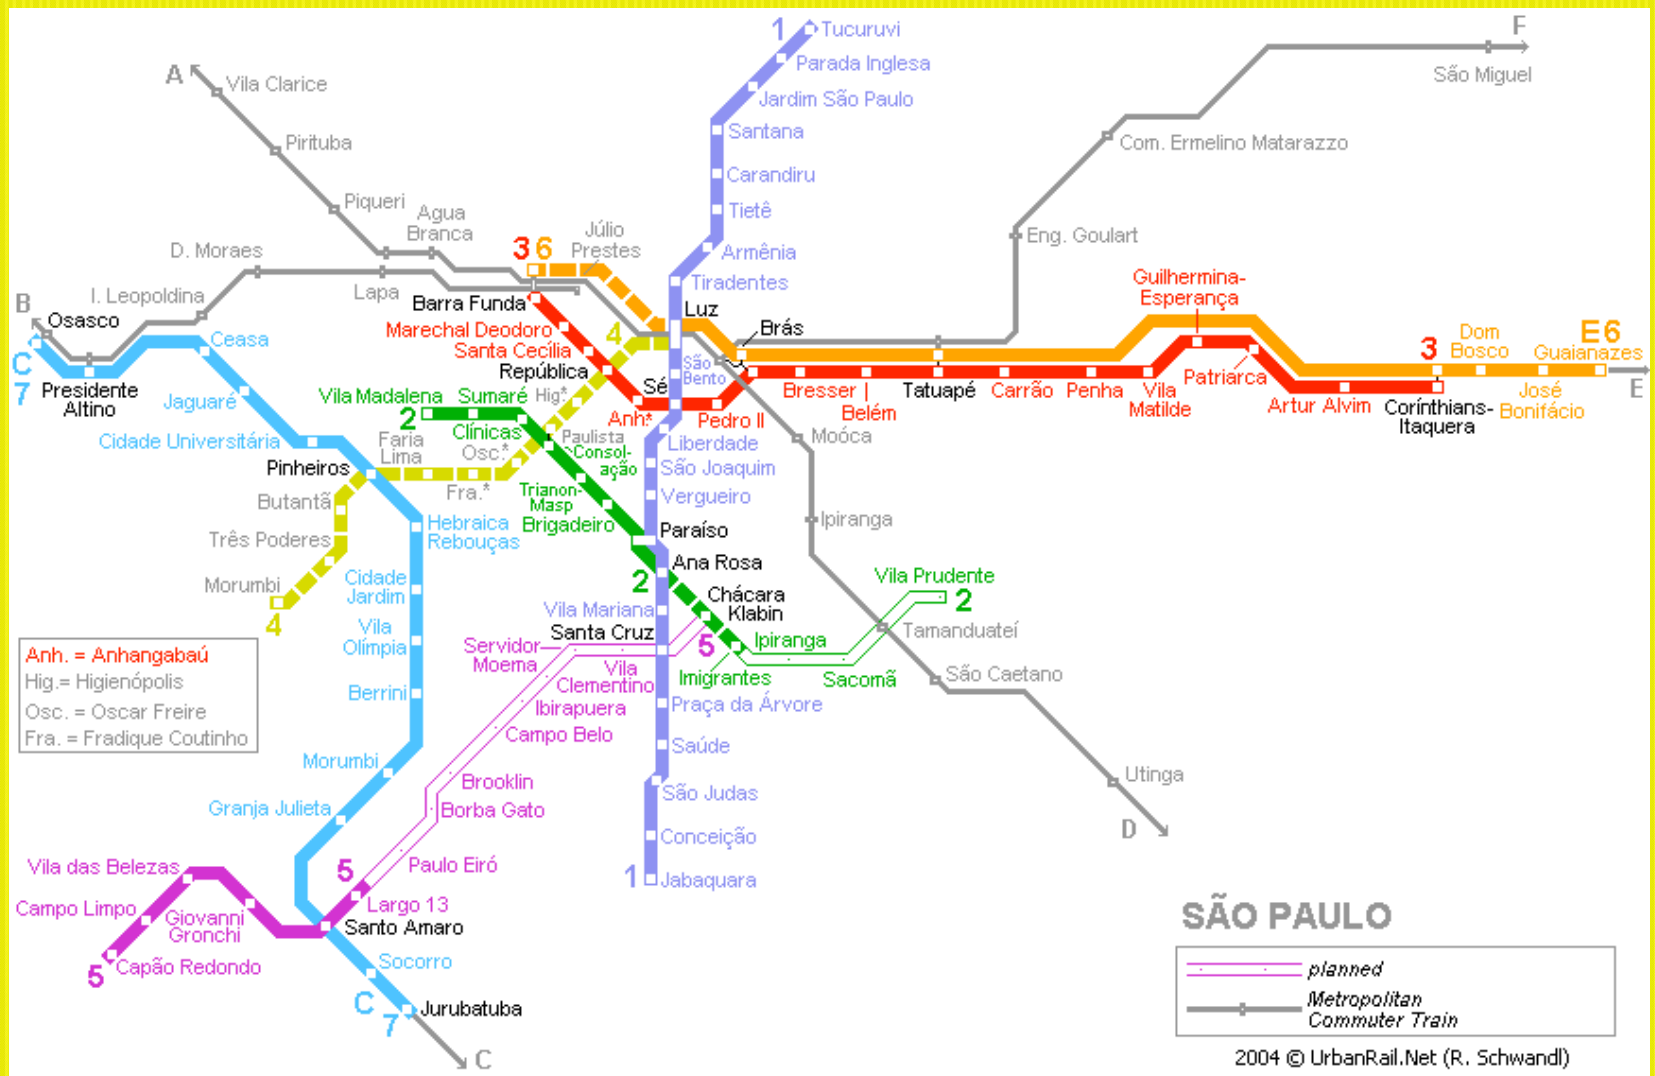 1
Tucuruvi
F
Parada Inglesa
A
Vila Clarice
São Miguel
Jardim São Paulo
Santana
Pirituba
Com. Ermelino Matarazzo
Carandiru
Piqueri
Agua
Branca
Tietê
Júlio
Prestes
Eng. Goulart
D. Moraes
3 6
Armênia
Guilhermina-
Esperança
Tiradentes
I. Leopoldina
Lapa
B
Barra Funda
Luz
Osasco
Marechal Deodoro
4
Brás
Ceasa
Santa Cecília
3
Dom
Bosco
E6
Guaianazes
C
7
República
São
Bento
Presidente
Altino
Sé
Hig.*
Tatuapé
Bresser
Belém
Carrão
Penha
Vila
Matilde
Patriarca
E
Jaguaré
Vila Madalena
2
Sumaré
Anh.*
Pedro II
Artur Alvim
Corínthians-
Itaquera
José
Bonifácio
Clínicas
Cidade Universitária
Faria
Lima
Osc.*
Paulista
Consol-
ação
Liberdade
Moóca
Pinheiros
São Joaquim
Fra.*
Trianon-
Masp
Vergueiro
Butantã
Brigadeiro
Hebraica
Rebouças
Ipiranga
Três Poderes
Paraíso
Ana Rosa
Morumbi
4
Cidade
Jardim
2
Vila Prudente
2
Chácara
Klabin
Vila Mariana
Vila
Olímpia
Santa Cruz
Servidor
Moema
5
Ipiranga
Tamanduateí
Anh. = Anhangabaú
Hig.= Higienópolis
Osc. = Oscar Freire
Fra. = Fradique Coutinho
Vila
Clementino
Imigrantes
Sacomã
São Caetano
Berrini
Ibirapuera
Praça da Árvore
Campo Belo
Saúde
Morumbi
Brooklin
Utinga
São Judas
Granja Julieta
Borba Gato
Conceição
D
Vila das Belezas
5
Paulo Eiró
1
Jabaquara
Campo Limpo
Giovanni
Gronchi
Largo 13
Santo Amaro
SÃO PAULO
5
Capão Redondo
Socorro
planned
C
7
Jurubatuba
Metropolitan
Commuter Train
C
2004 © UrbanRail.Net (R. Schwandl)